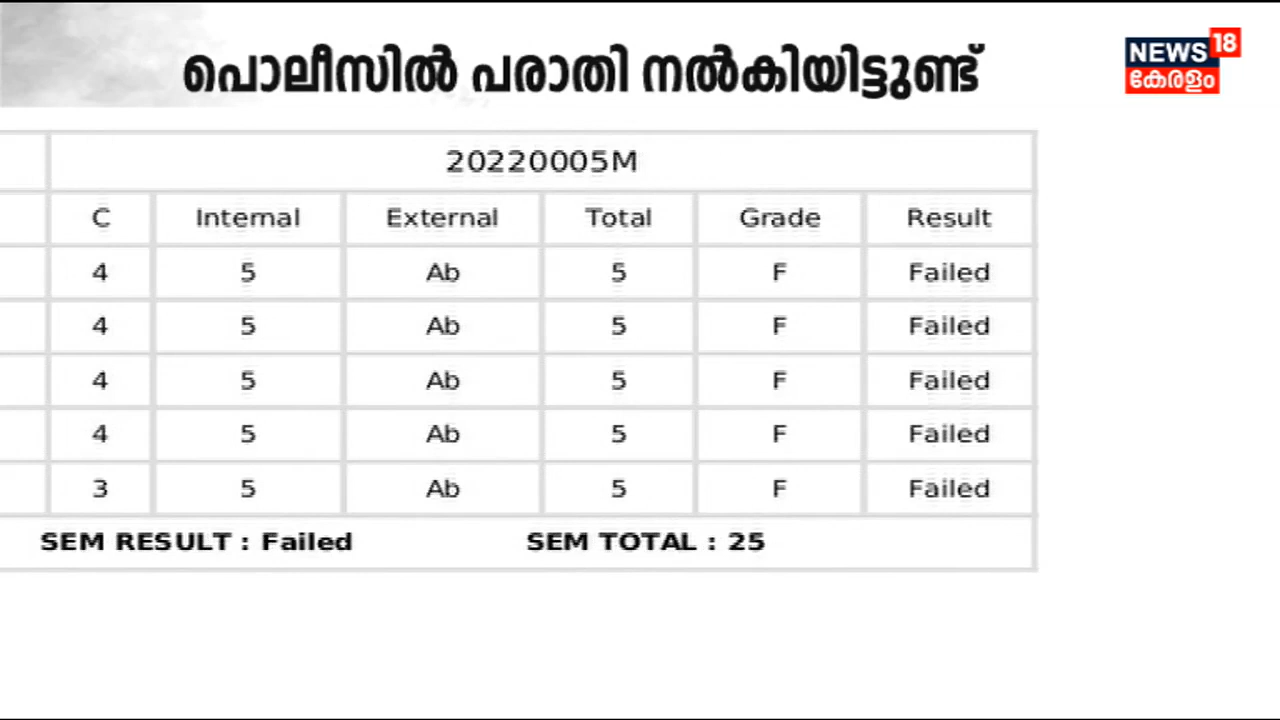 പൊലീസിൽ പരാതി നൽകിയിട്ടുണ്ട്
NEWS 18
കേരളം
20220005M
C Internal External Total Grade Result
4 5 Ab 5 F Failed
4 5 Ab 5 F Failed
4 5 Ab 5 F Failed
4 5 Ab 5 F Failed
3 5 Ab 5 F Failed
SEM RESULT : Failed SEM TOTAL : 25